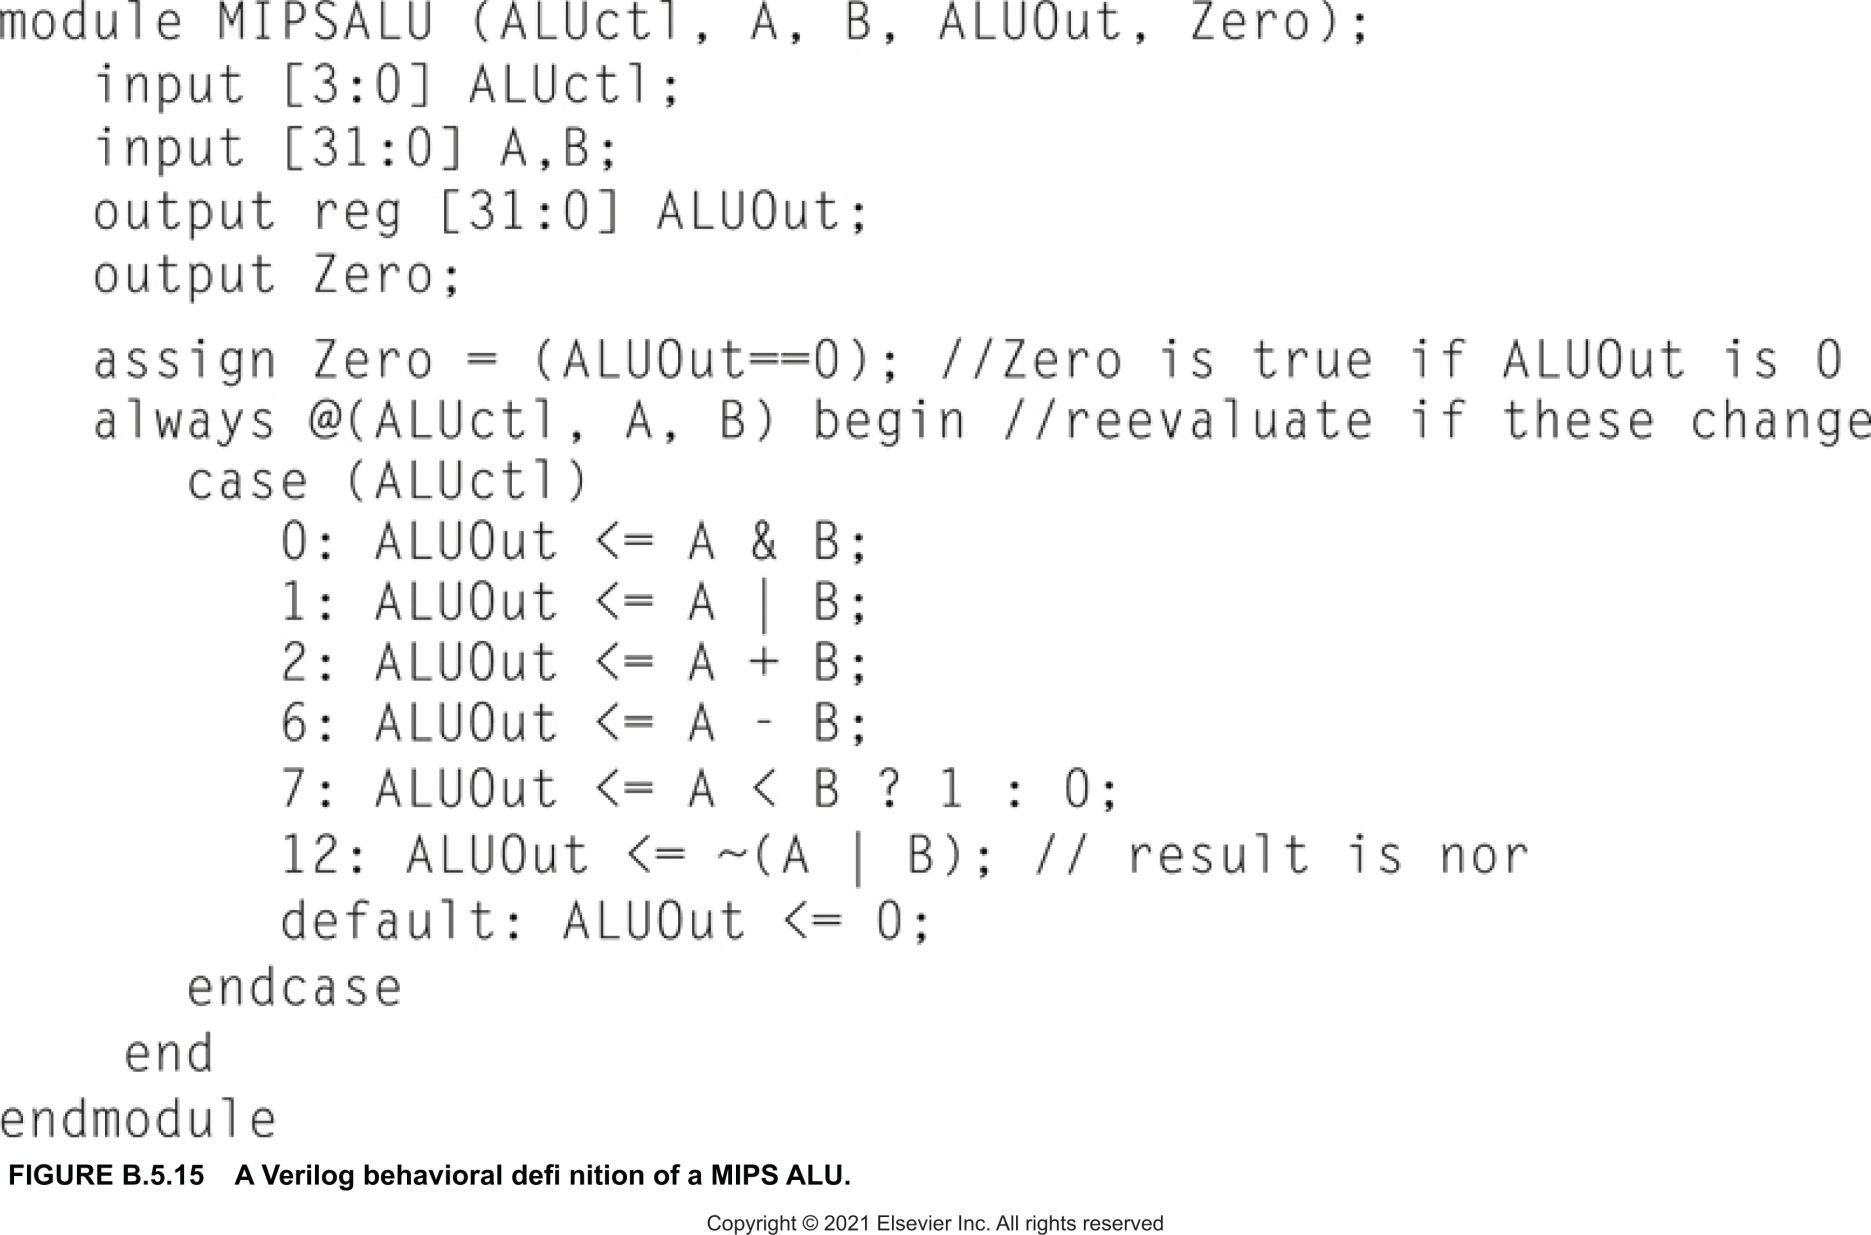 module MIPSALU (ALUctl, A, B, ALUOut, Zero);
input [3:0] ALUctl;
input [31:0] A,B;
output reg [31:0] ALUOut;
output Zero;
assign Zero = (ALUOut==0); //Zero is true if ALUOut is 0
always @(ALUctl, A, B) begin //reevaluate if these change
case (ALUctl)
0: ALUOut <= A & B;
1: ALUOut <= A | B;
2: ALUOut <= A + B;
6: ALUOut <= A - B;
7: ALUOut <= A < B ? 1 : 0;
12: ALUOut <= ~(A | B); // result is nor
default: ALUOut <= 0;
endcase
end
endmodule
FIGURE B.5.15 A Verilog behavioral defi nition of a MIPS ALU.
Copyright © 2021 Elsevier Inc. All rights reserved